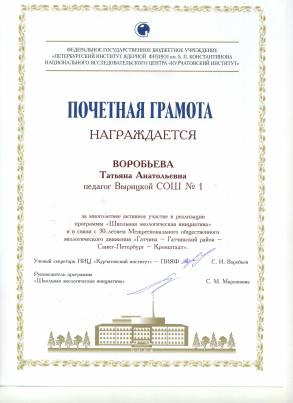 ФЕДЕРАЛЬНОЕ ГОСУДАРСТВЕННОЕ БЮДЖЕТНОЕ УЧРЕЖДЕНИЕ
«ПЕТЕРБУРГСКИЙ ИНСТИТУТ ЯДЕРНОЙ ФИЗИКИ им. Б. П. КОНСТАНТИНОВА
НАЦИОНАЛЬНОГО ИССЛЕДОВАТЕЛЬСКОГО ЦЕНТРА «КУРЧАТОВСКИЙ ИНСТИТУТ»
ПОЧЕТНАЯ ГРАМОТА
НАГРАЖДАЕТСЯ
ВОРОБЬЕВА
Татьяна Анатольевна
педагог Вырицкой СОШ № 1
за многолетнее активное участие в реализации
программы «Школьная экологическая инициатива»
и в связи с 30-летием Межрегионального общественного
экологического движения «Гатчина – Гатчинский район –
Санкт-Петербург – Кронштадт».
Ученый секретарь НИЦ «Курчатовский институт» – ПИЯФ С. И. Воробьев
Руководитель программы
«Школьная экологическая инициатива» С. М. Мирошкина